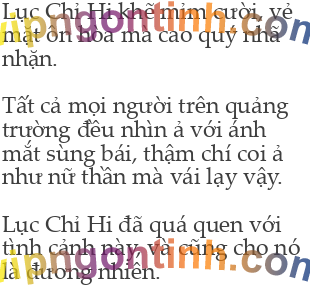 Lục Chỉ Hi khẽ mỉm cười, vẻ
mặt ôn hòa mà cao quý nhã
nhặn.
Tất cả mọi người trên quảng
trường đều nhìn ả với ánh
mắt sùng bái, thậm chí coi ả
như nữ thần mà vái lạy vậy.
Lục Chỉ Hi đã quá quen với
tình cảnh này, và cũng cho nó
là đương nhiên.
vipngontinh.com
vipngontinh.com